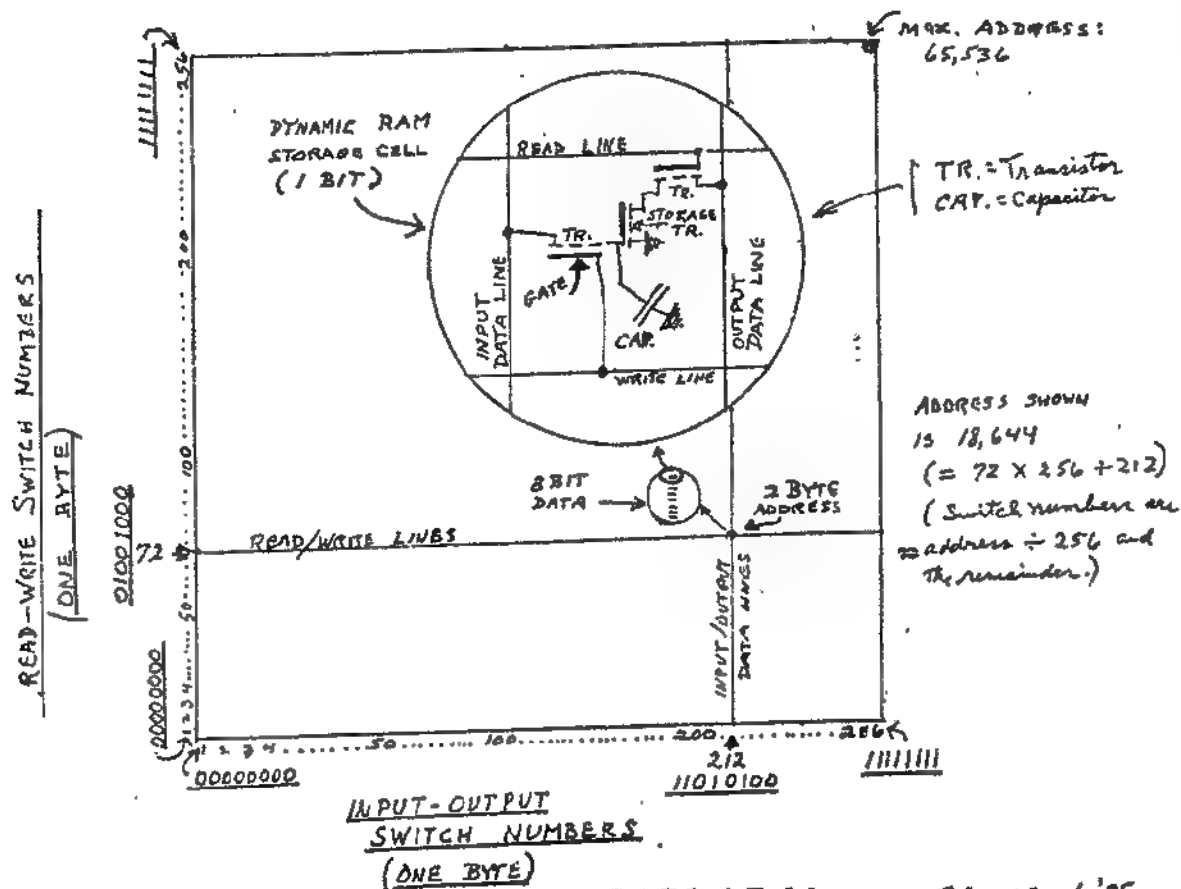 MAX. ADDRESS:
65,536
11111111
256
DYNAMIC RAM
STORAGE CELL
(1 BIT)
READ LINE
TR.
STORAGE
TR.
TR.
GATE
CAP.
INPUT
DATA LINE
OUTPUT
DATA LINE
WRITE LINE
TR. = Transistor
CAP. = Capacitor
200
READ-WRITE SWITCH NUMBERS
(ONE BYTE)
100
01001000
72
50
8 BIT
DATA
2 BYTE
ADDRESS
READ/WRITE LINES
ADDRESS SHOWN
IS 18,644
(= 72 X 256 + 212)
(Switch numbers are
address ÷ 256 and
the remainder.)
INPUT/OUTPUT
DATA LINES
00000000
1 2 3 4
1 2 3 4 ........ 50 ........ 100 ........ 200 ........ 256
00000000
212
11010100
11111111
INPUT-OUTPUT
SWITCH NUMBERS
(ONE BYTE)